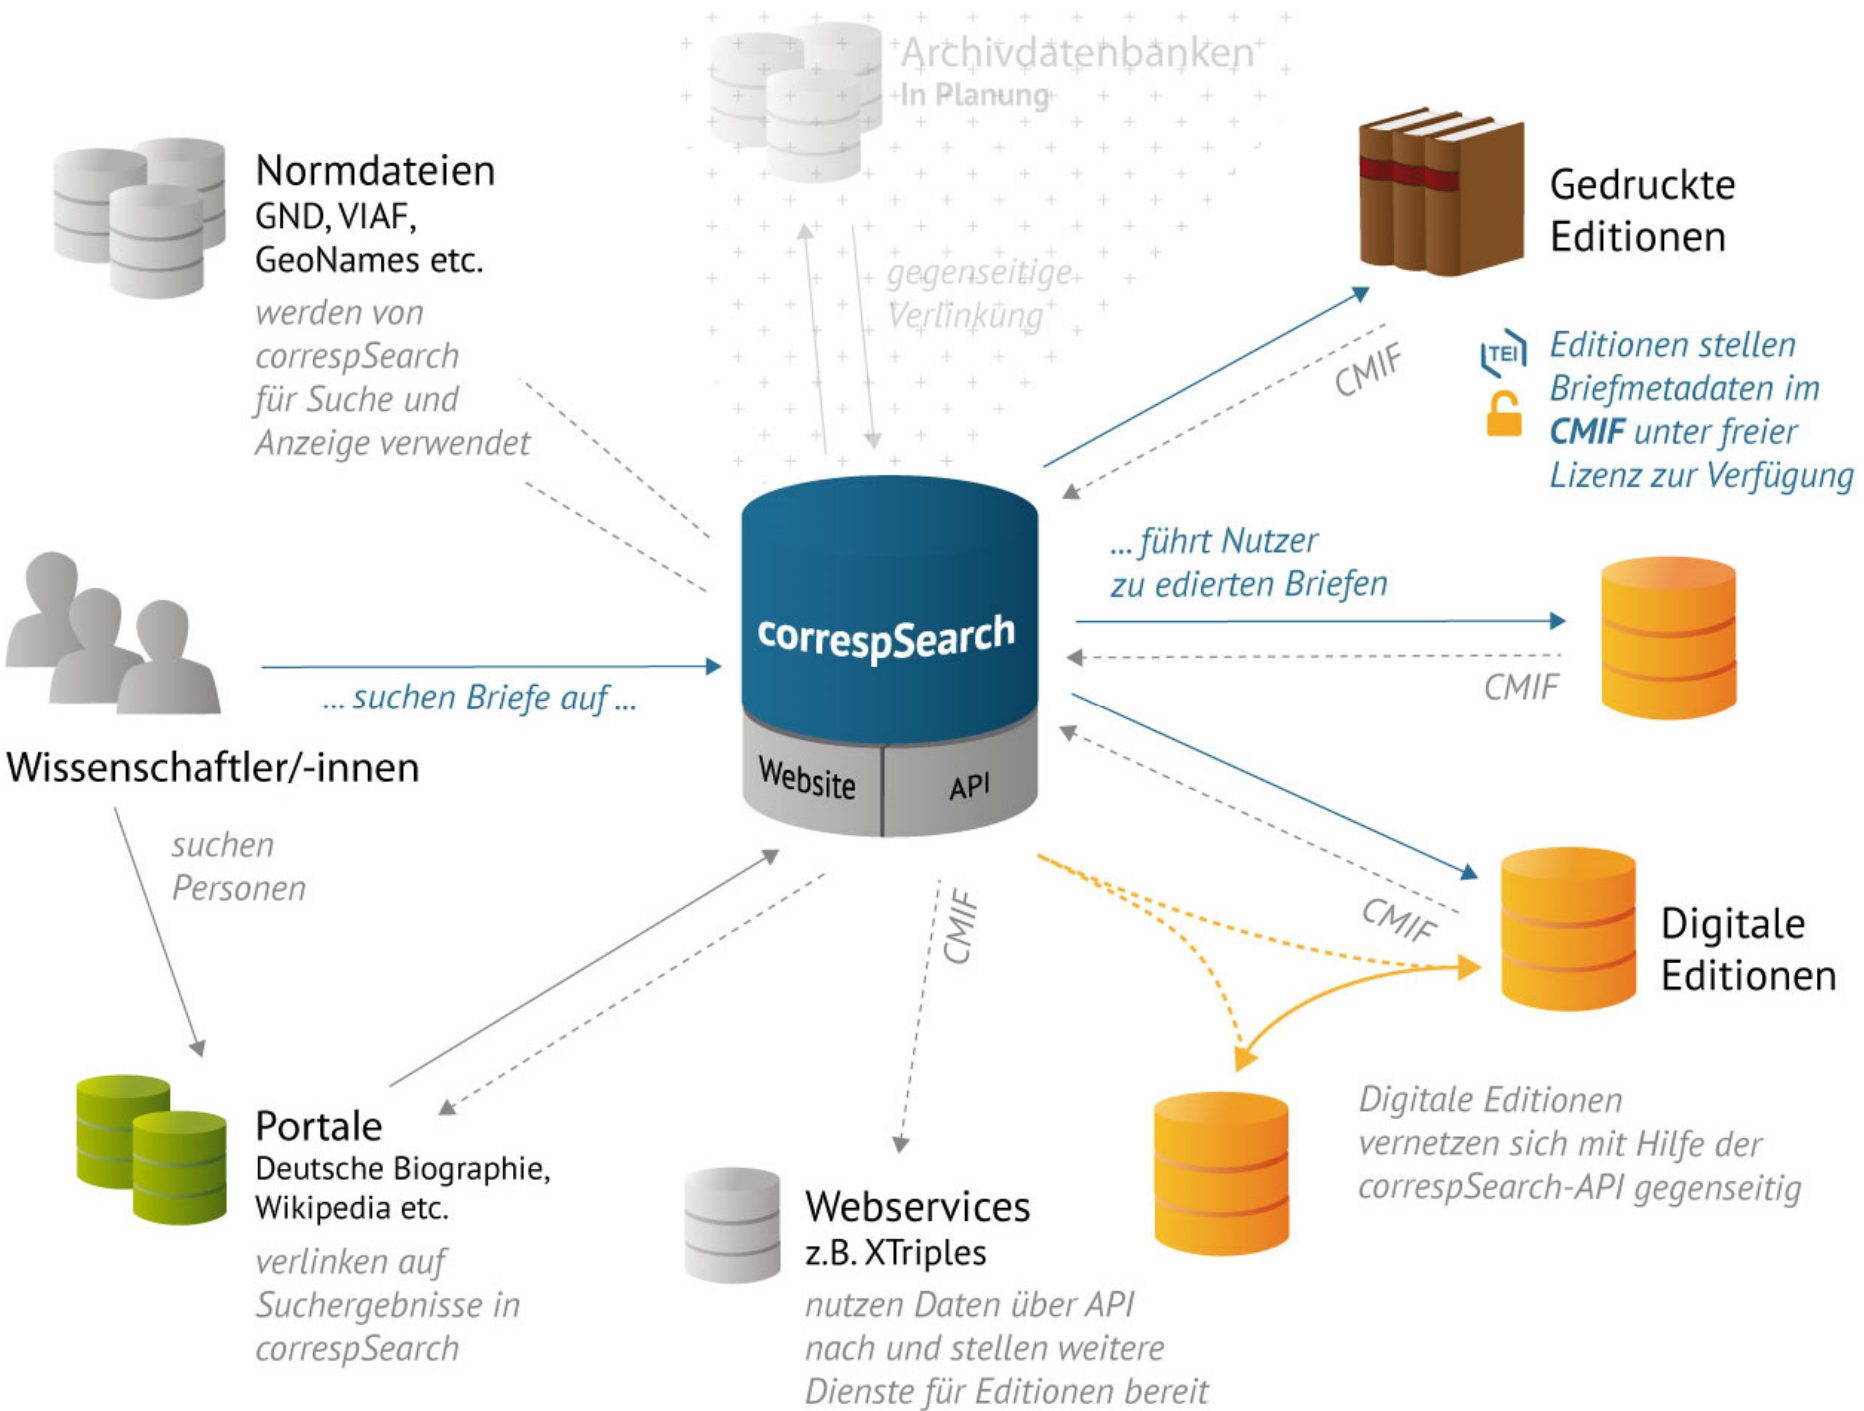 Archivdatenbanken
In Planung
gegenseitige
Verlinkung
Normdateien
GND, VIAF,
GeoNames etc.
werden von
correspSearch
für Suche und
Anzeige verwendet
Gedruckte
Editionen
CMIF
TEI
Editionen stellen
Briefmetadaten im
CMIF unter freier
Lizenz zur Verfügung
... führt Nutzer
zu edierten Briefen
CMIF
correspSearch
Website
API
... suchen Briefe auf ...
Wissenschaftler/-innen
suchen
Personen
CMIF
CMIF
Digitale
Editionen
Digitale Editionen
vernetzen sich mit Hilfe der
correspSearch-API gegenseitig
Portale
Deutsche Biographie,
Wikipedia etc.
verlinken auf
Suchergebnisse in
correspSearch
Webservices
z.B. XTriples
nutzen Daten über API
nach und stellen weitere
Dienste für Editionen bereit